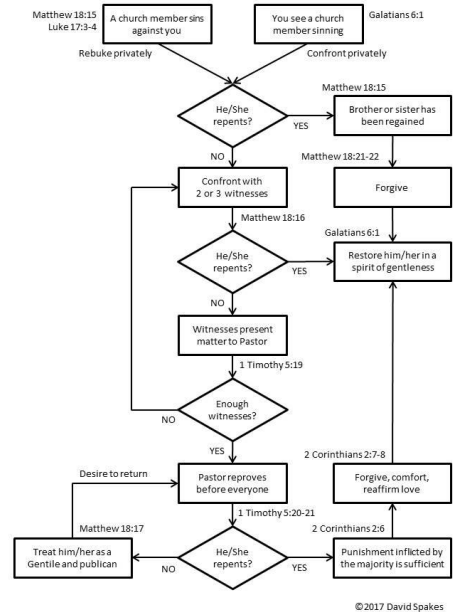 Matthew 18:15
Luke 17:3-4
A church member sins
against you
You see a church
member sinning
Galatians 6:1
Rebuke privately
Confront privately
He/She
repents?
YES
NO
Matthew 18:15
Brother or sister has
been regained
Matthew 18:21-22
Forgive
Confront with
2 or 3 witnesses
Matthew 18:16
Galatians 6:1
He/She
repents?
YES
NO
Restore him/her in a
spirit of gentleness
Witnesses present
matter to Pastor
1 Timothy 5:19
Enough
witnesses?
NO
YES
2 Corinthians 2:7-8
Desire to return
Pastor reproves
before everyone
Forgive, comfort,
reaffirm love
1 Timothy 5:20-21
2 Corinthians 2:6
Matthew 18:17
Treat him/her as a
Gentile and publican
NO
He/She
repents?
YES
Punishment inflicted by
the majority is sufficient
©2017 David Spakes